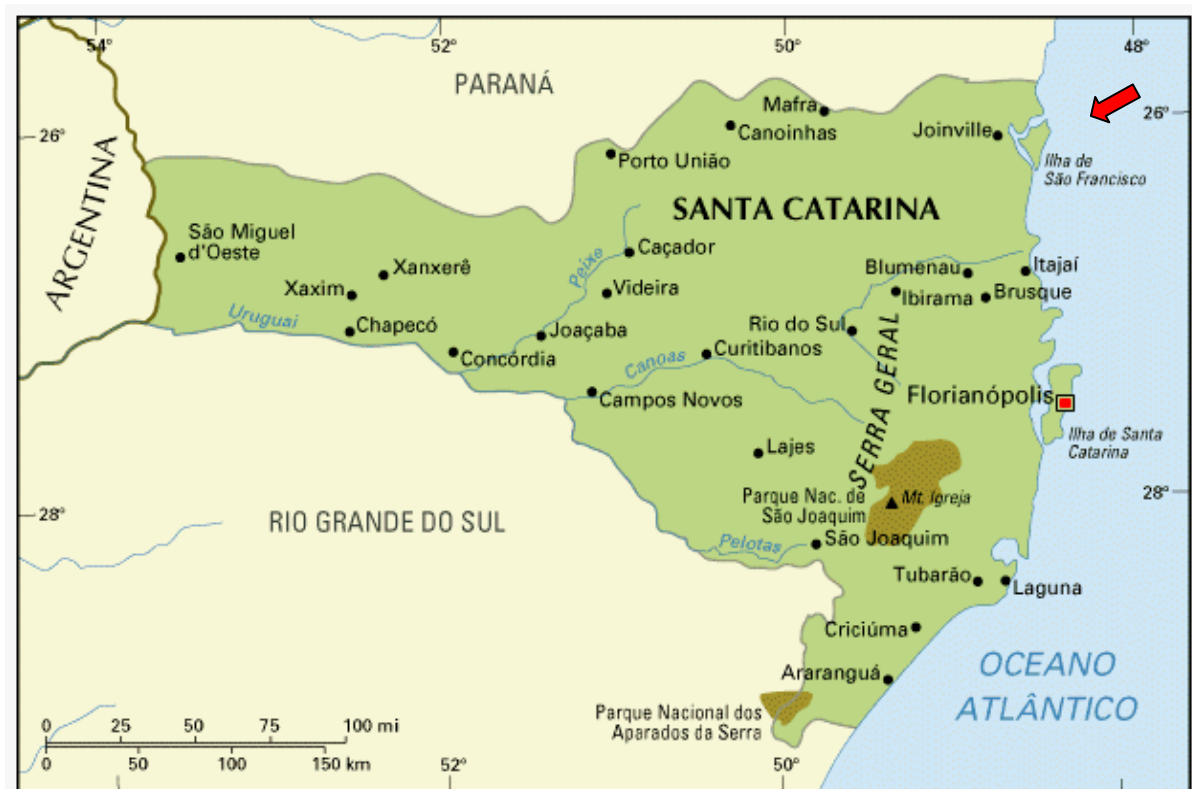 54°
52°
50°
48°
PARANÁ
Mafra
Canoinhas
Joinville
26°
26°
Porto União
Ilha de
São Francisco
ARGENTINA
SANTA CATARINA
São Miguel
d'Oeste
Caçador
Peixe
Xanxerê
Blumenau
Itajaí
Xaxim
Videira
Ibirama
Brusque
Uruguai
Chapecó
Joaçaba
Rio do Sul
Concórdia
Canoas
Curitibanos
SERRA GERAL
Campos Novos
Florianópolis
Ilha de Santa
Catarina
Lajes
Parque Nac. de
São Joaquim
Mt. Igreja
28°
28°
RIO GRANDE DO SUL
Pelotas
São Joaquim
Tubarão
Laguna
Criciúma
OCEANO
ATLÂNTICO
Araranguá
Parque Nacional dos
Aparados da Serra
0 25 50 75 100 mi
0 50 100 150 km
52°
50°